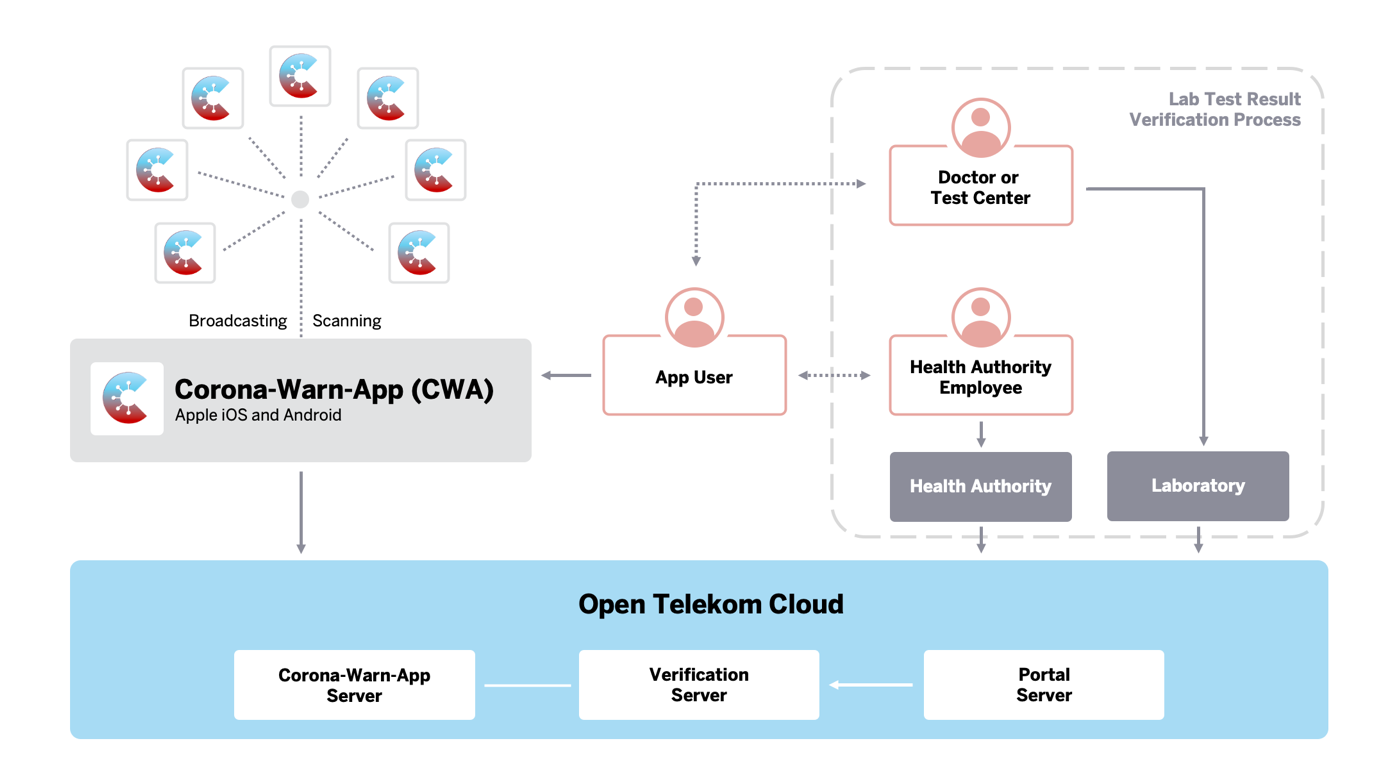 Lab Test Result
Verification Process
Doctor or
Test Center
Broadcasting
Scanning
Corona-Warn-App (CWA)
Apple iOS and Android
App User
Health Authority
Employee
Health Authority
Laboratory
Open Telekom Cloud
Corona-Warn-App
Server
Verification
Server
Portal
Server